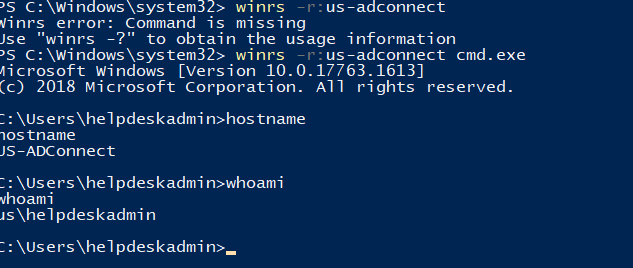 PS C:\Windows\system32> winrs -r:us-adconnect
Winrs error: Command is missing
Use "winrs -?" to obtain the usage information
PS C:\Windows\system32> winrs -r:us-adconnect cmd.exe
Microsoft Windows [Version 10.0.17763.1613]
(c) 2018 Microsoft Corporation. All rights reserved.
C:\Users\helpdeskadmin>hostname
hostname
US-ADConnect
C:\Users\helpdeskadmin>whoami
whoami
us\helpdeskadmin
C:\Users\helpdeskadmin>_